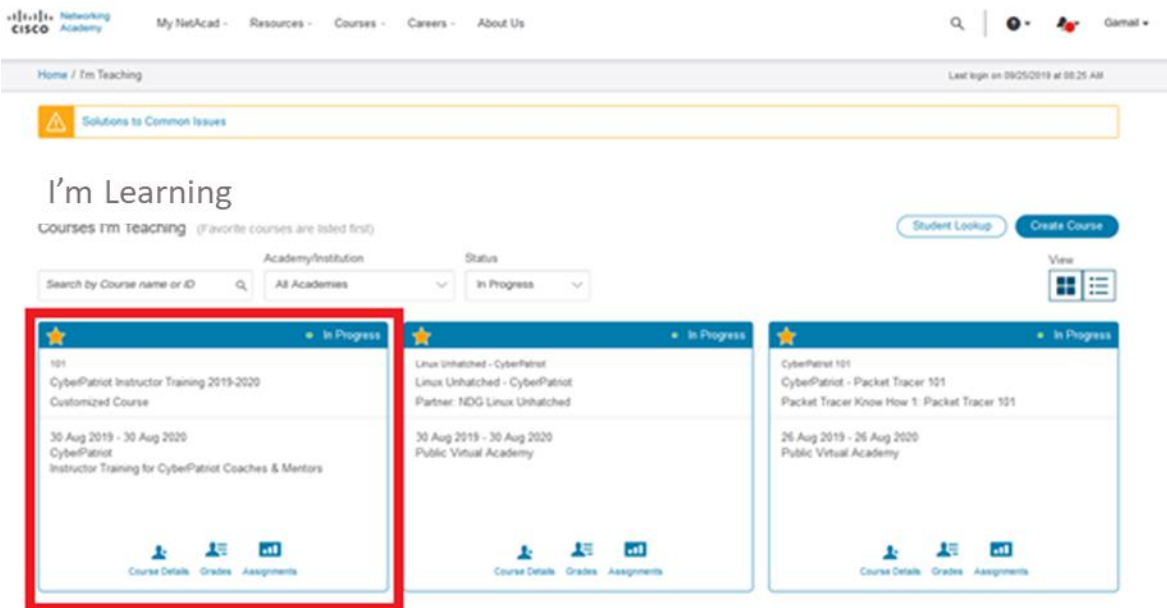 Networking
CISCO Academy
My NetAcad
Resources
Courses
Careers
About Us
Gamail
Home / I'm Teaching
Last login on 09/25/2019 at 08:25 AM
Solutions to Common Issues
I'm Learning
Courses I'm Teaching (Favorite courses are listed first)
Student Lookup
Create Course
Academy/Institution
Status
View
Search by Course name or ID
All Academies
In Progress
In Progress
101
CyberPatriot Instructor Training 2019-2020
Customized Course
30 Aug 2019 - 30 Aug 2020
CyberPatriot
Instructor Training for CyberPatriot Coaches & Mentors
Course Details Grades Assignments
In Progress
Linux Unhatched - CyberPatriot
Linux Unhatched - CyberPatriot
Partner: NDG Linux Unhatched
30 Aug 2019 - 30 Aug 2020
Public Virtual Academy
Course Details Grades Assignments
In Progress
CyberPatriot 101
CyberPatriot - Packet Tracer 101
Packet Tracer Know How 1: Packet Tracer 101
26 Aug 2019 - 26 Aug 2020
Public Virtual Academy
Course Details Grades Assignments